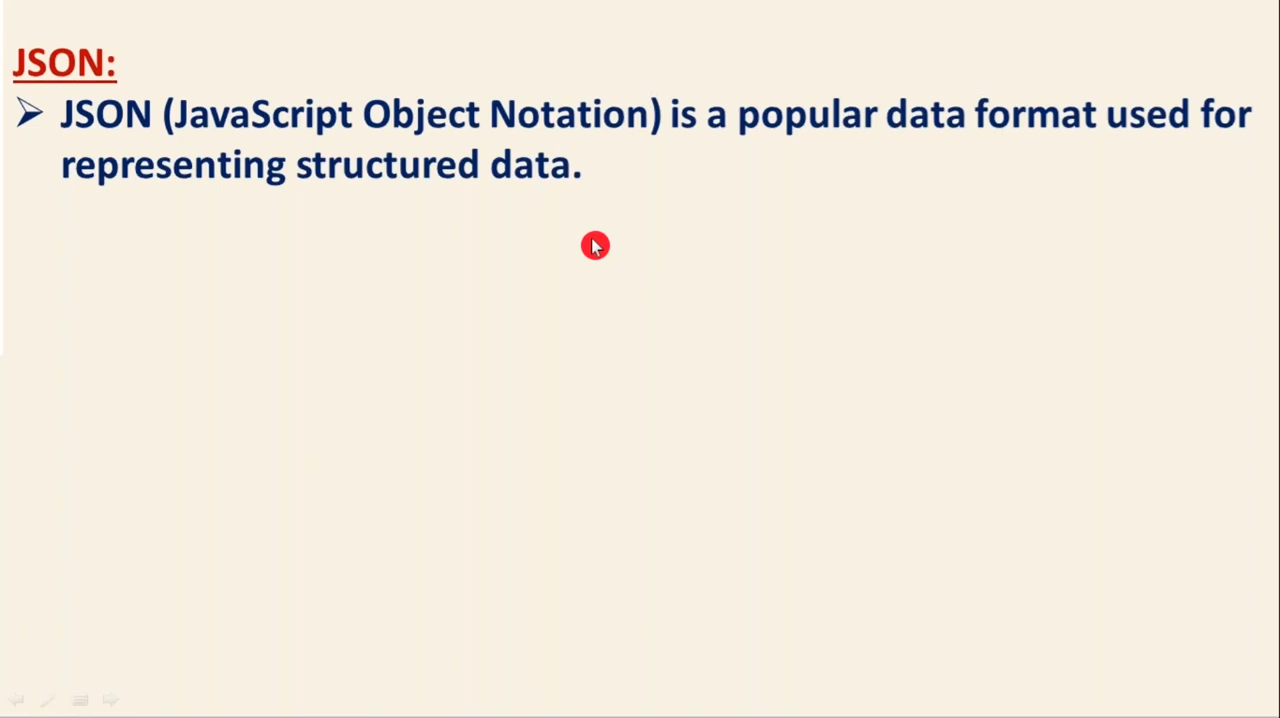 JSON:
➢ JSON (JavaScript Object Notation) is a popular data format used for
representing structured data.